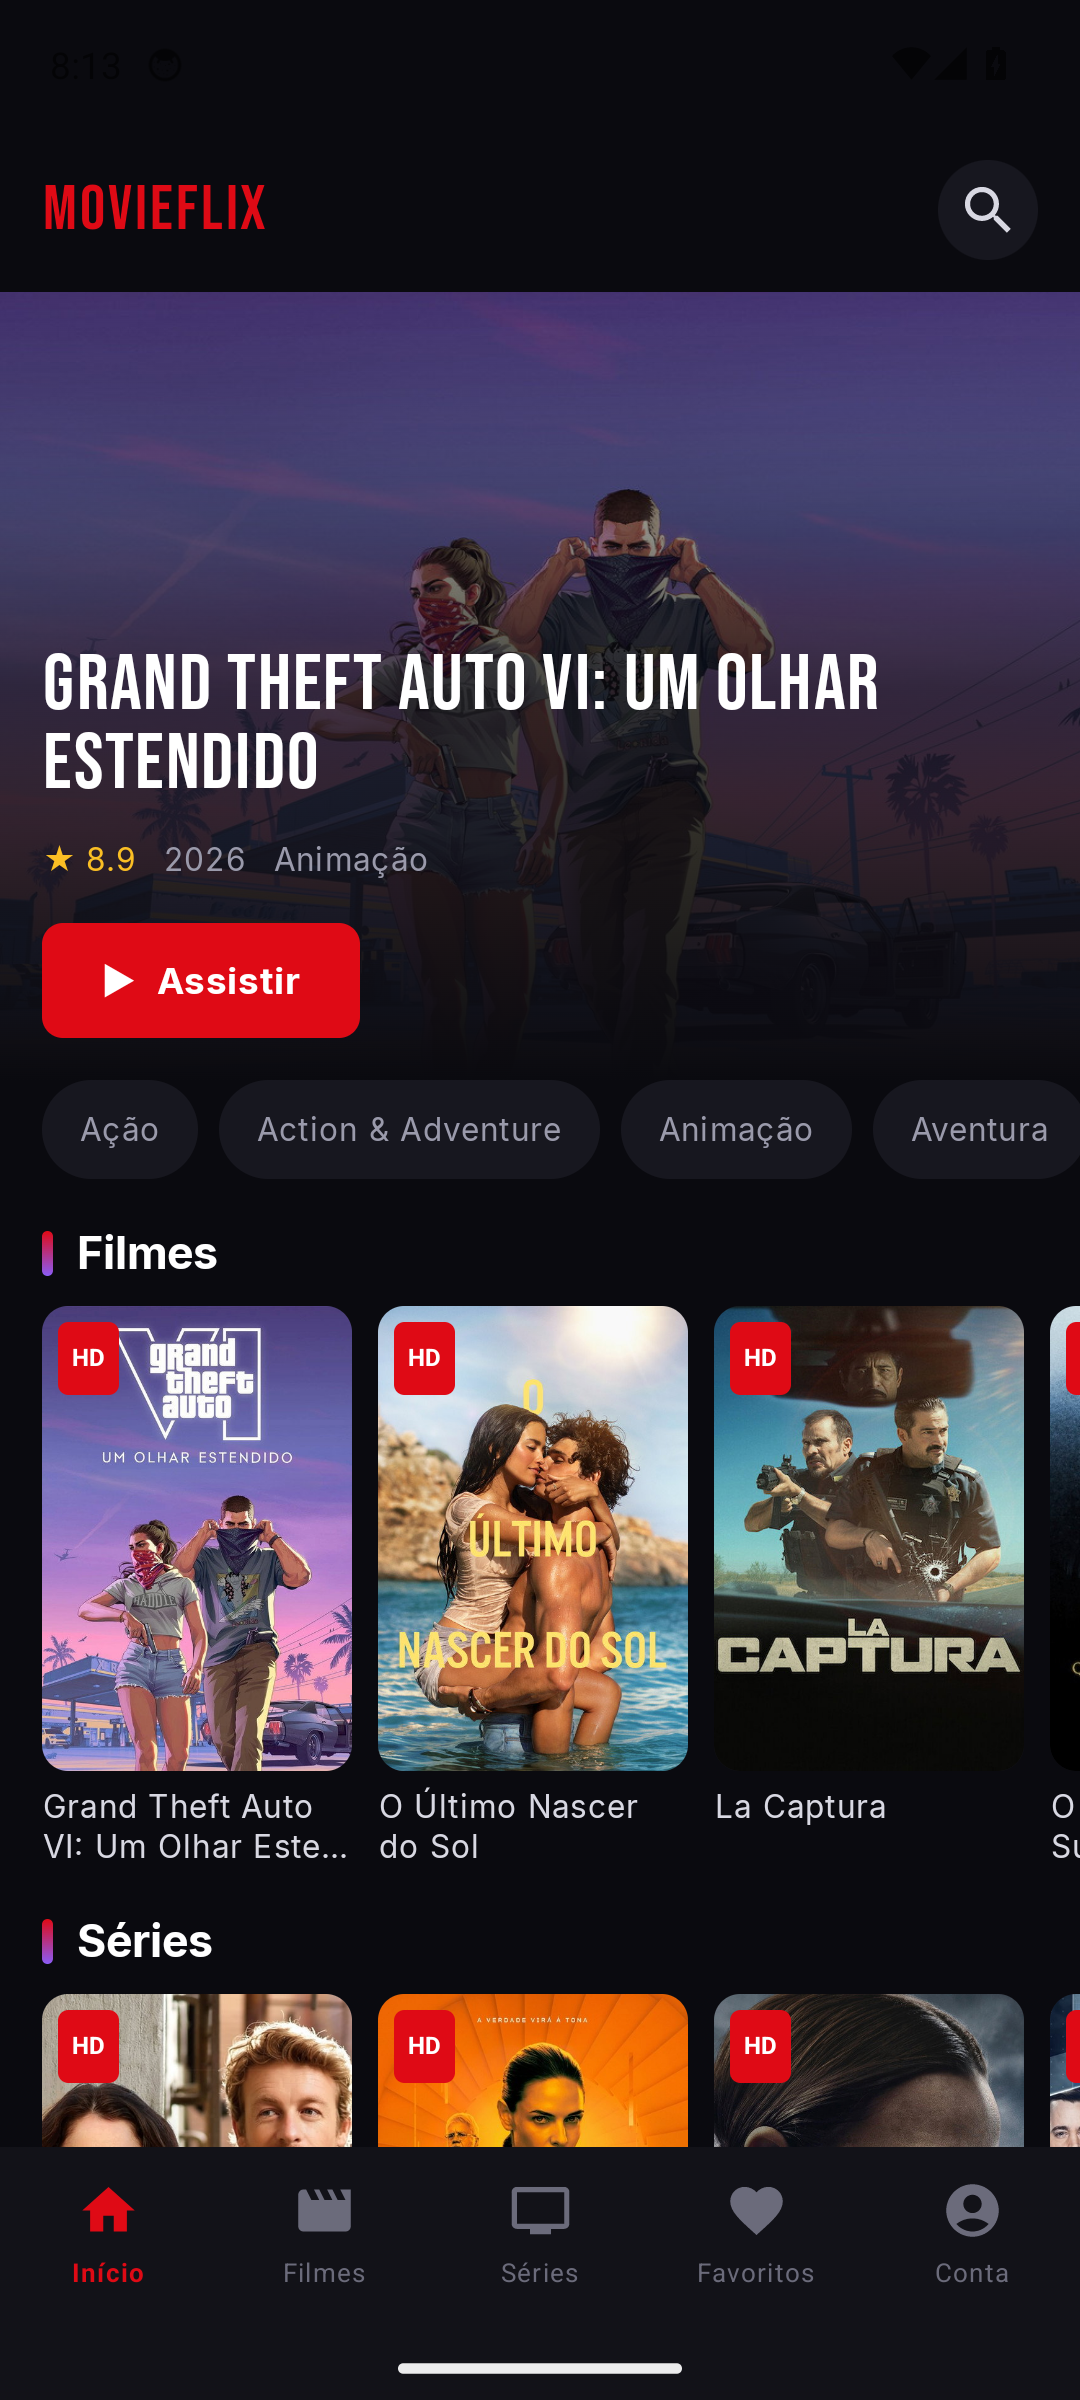 8:13
MOVIEFLIX
GRAND THEFT AUTO VI: UM OLHAR
ESTENDIDO
★ 8.9 2026 Animação
Assistir
Ação Action & Adventure Animação Aventura
Filmes
HD
VI
grand
theft
auto
UM OLHAR ESTENDIDO
HD
O
ÚLTIMO
NASCER DO SOL
HD
LA
CAPTURA
Grand Theft Auto
VI: Um Olhar Este...
O Último Nascer
do Sol
La Captura
O
Su
Séries
HD
HD
A VERDADE VIRÁ À TONA
HD
Início Filmes Séries Favoritos Conta